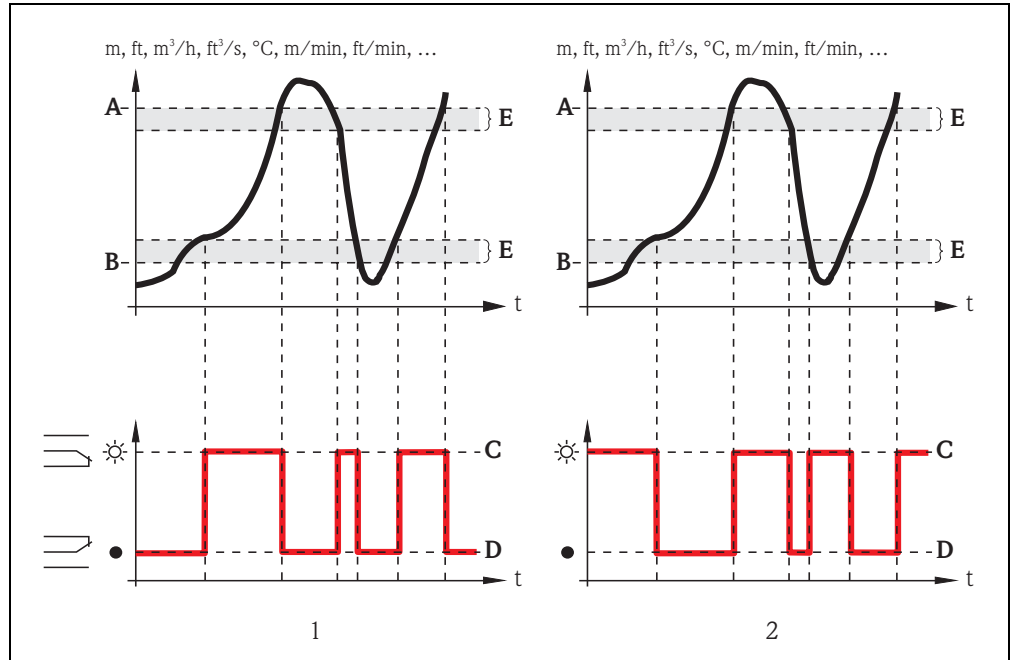 m, ft, m³/h, ft³/s, °C, m/min, ft/min, …
A
E
B
E
t
C
D
t
1
m, ft, m³/h, ft³/s, °C, m/min, ft/min, …
A
E
B
E
t
C
D
t
2